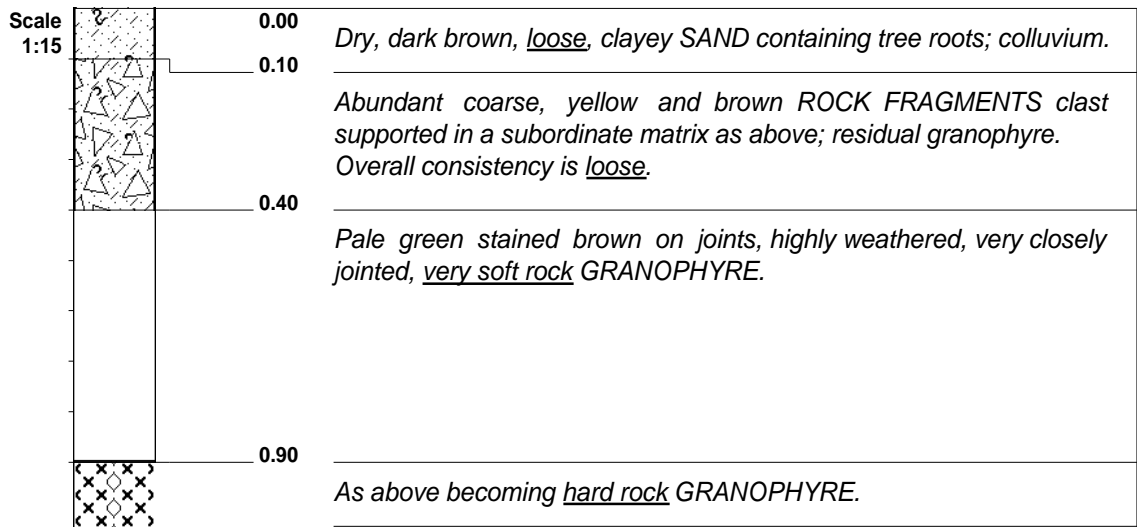 Scale
1:15
0.00
Dry, dark brown, loose, clayey SAND containing tree roots; colluvium.
0.10
Abundant coarse, yellow and brown ROCK FRAGMENTS clast
supported in a subordinate matrix as above; residual granophyre.
Overall consistency is loose.
0.40
Pale green stained brown on joints, highly weathered, very closely
jointed, very soft rock GRANOPHYRE.
0.90
As above becoming hard rock GRANOPHYRE.